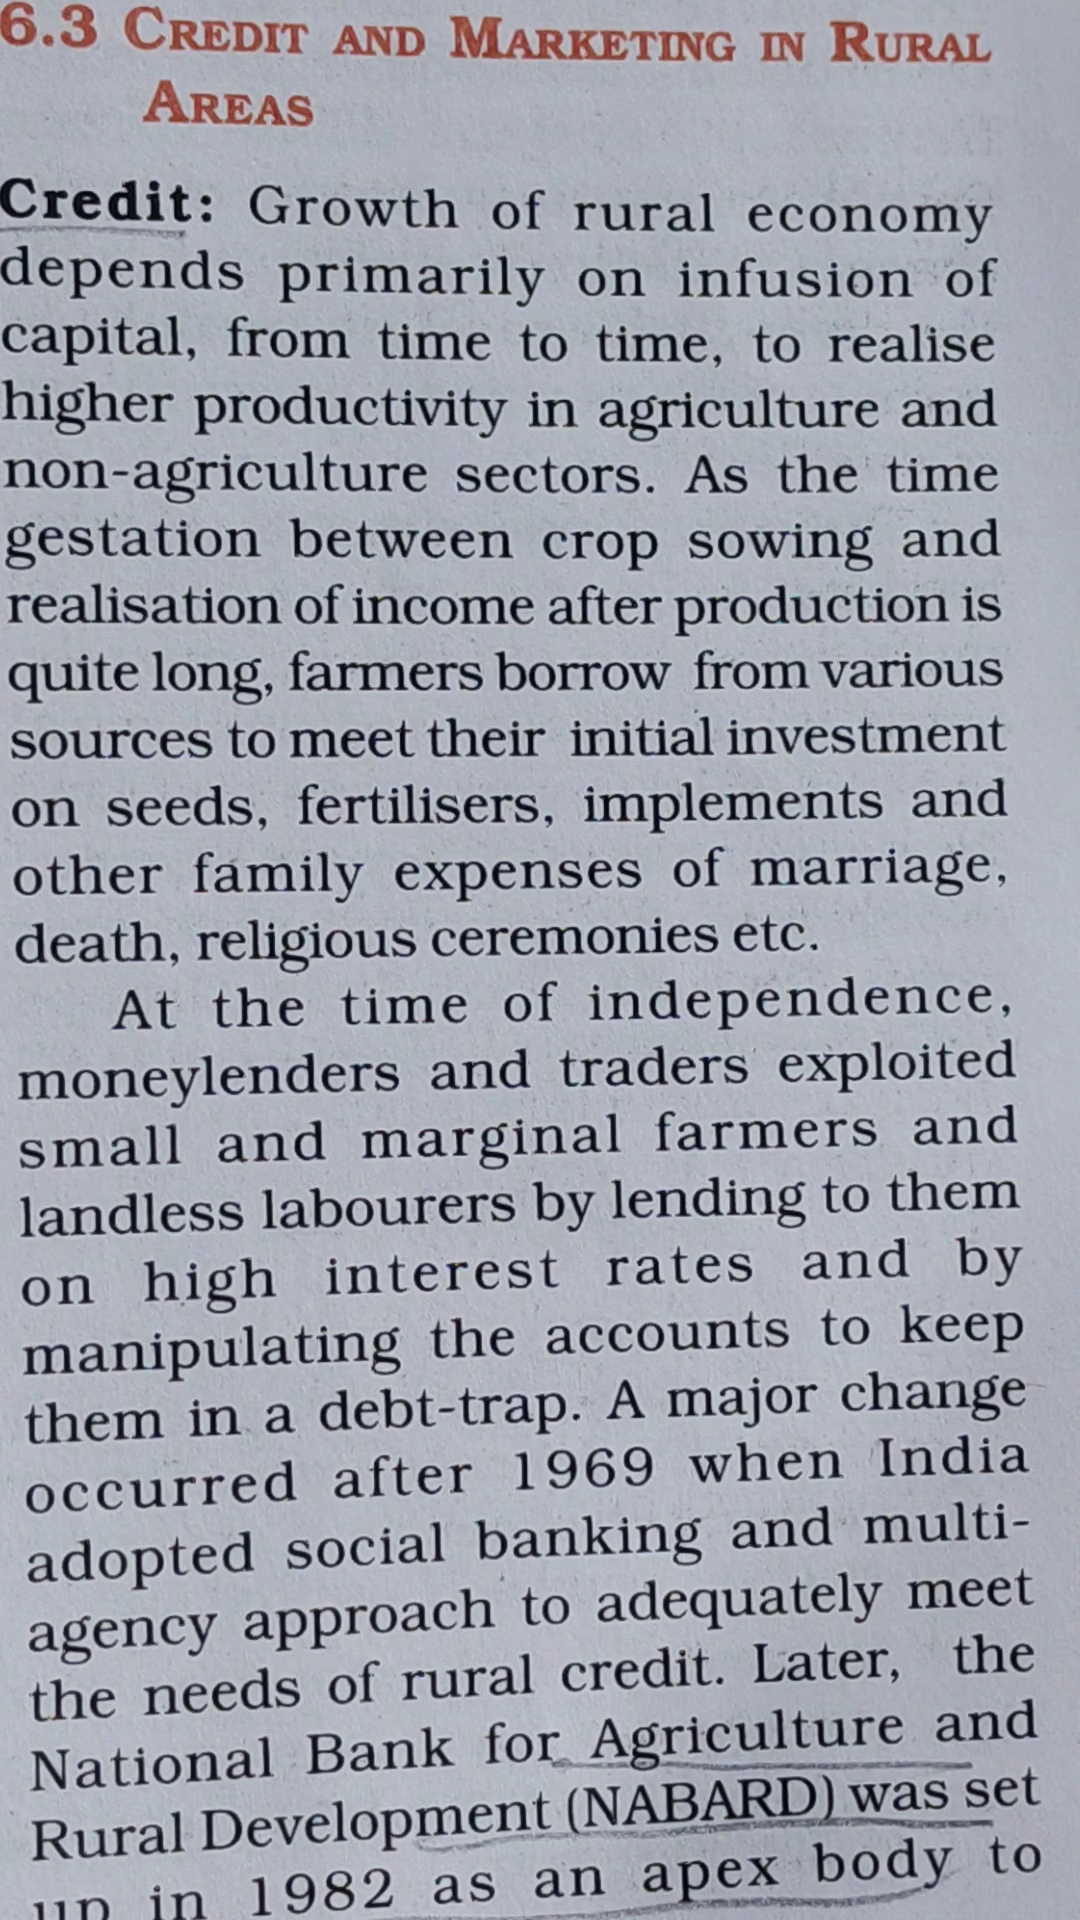 6.3 CREDIT AND MARKETING IN RURAL
AREAS
Credit: Growth of rural economy
depends primarily on infusion of
capital, from time to time, to realise
higher productivity in agriculture and
non-agriculture sectors. As the time
gestation between crop sowing and
realisation of income after production is
quite long, farmers borrow from various
sources to meet their initial investment
on seeds, fertilisers, implements and
other family expenses of marriage,
death, religious ceremonies etc.
At the time of independence,
moneylenders and traders exploited
small and marginal farmers and
landless labourers by lending to them
on high interest rates and by
manipulating the accounts to keep
them in a debt-trap. A major change
occurred after 1969 when India
adopted social banking and multi-
agency approach to adequately meet
the needs of rural credit. Later, the
National Bank for Agriculture and
Rural Development (NABARD) was set
up in 1982 as an apex body to